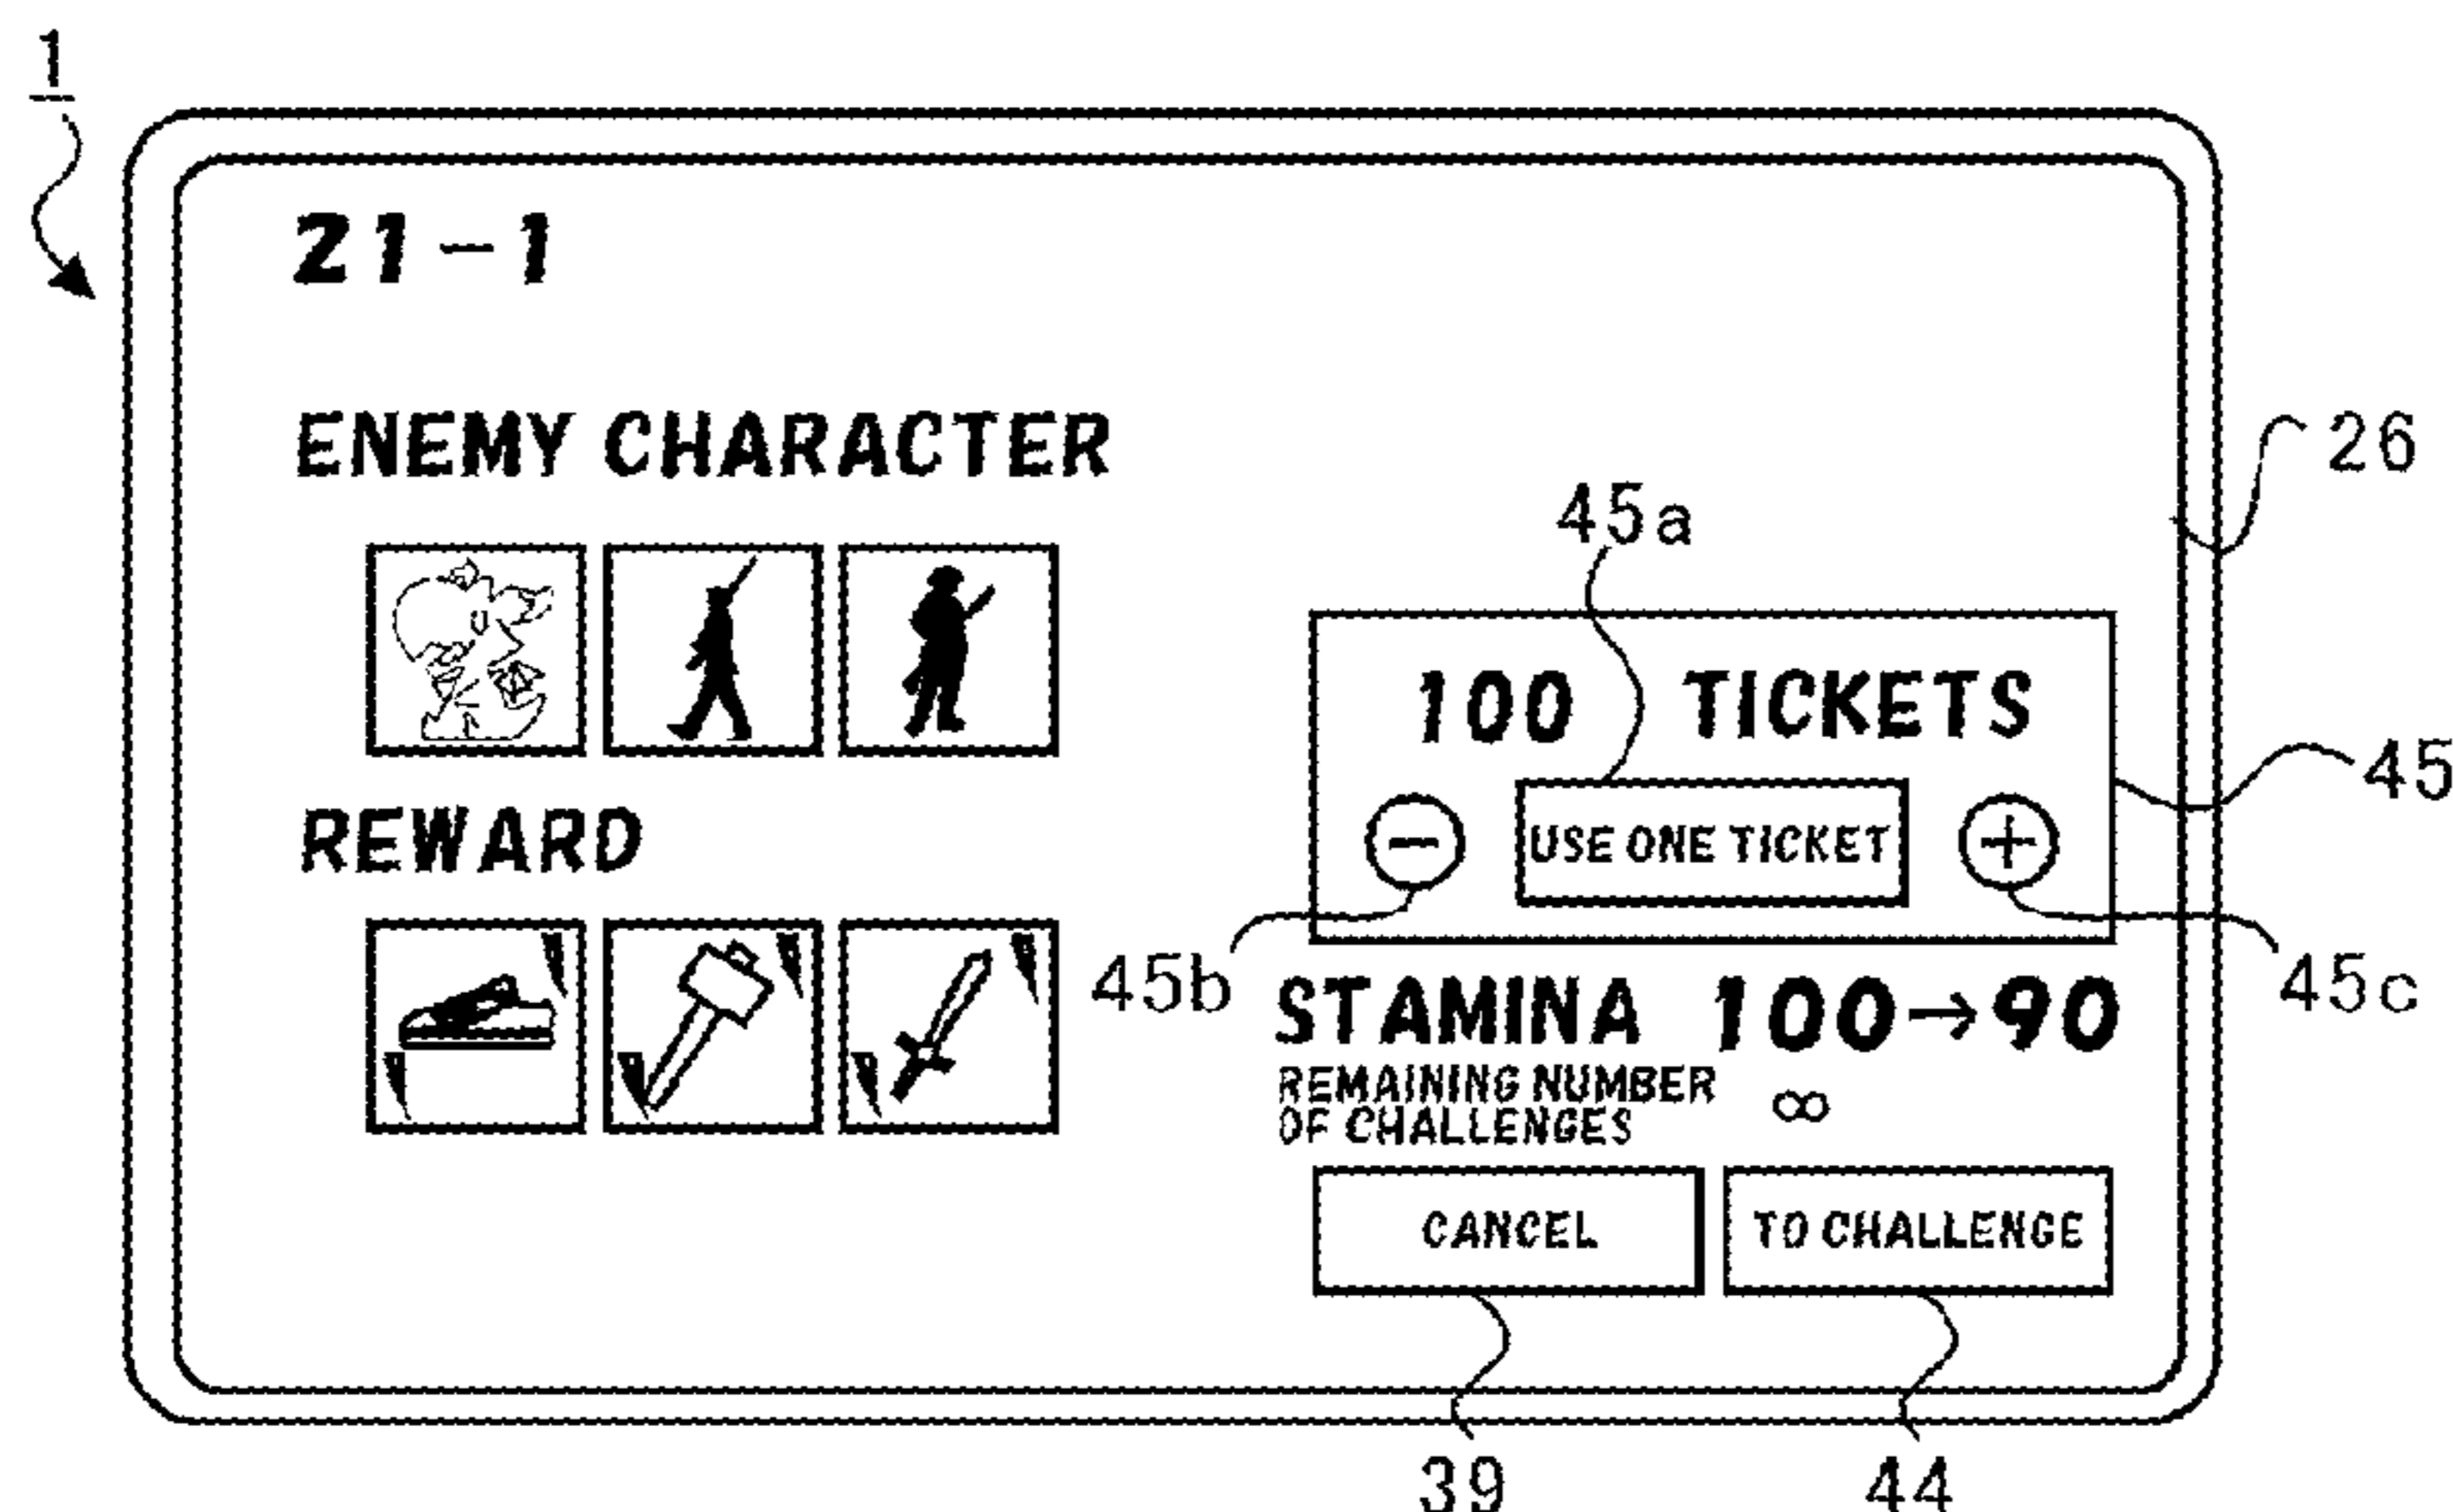 1
21-1
ENEMY CHARACTER
26
45a
100 TICKETS
45
- USE ONE TICKET +
REWARD
45b
45c
STAMINA 100→90
REMAINING NUMBER
OF CHALLENGES ∞
CANCEL
TO CHALLENGE
39
44